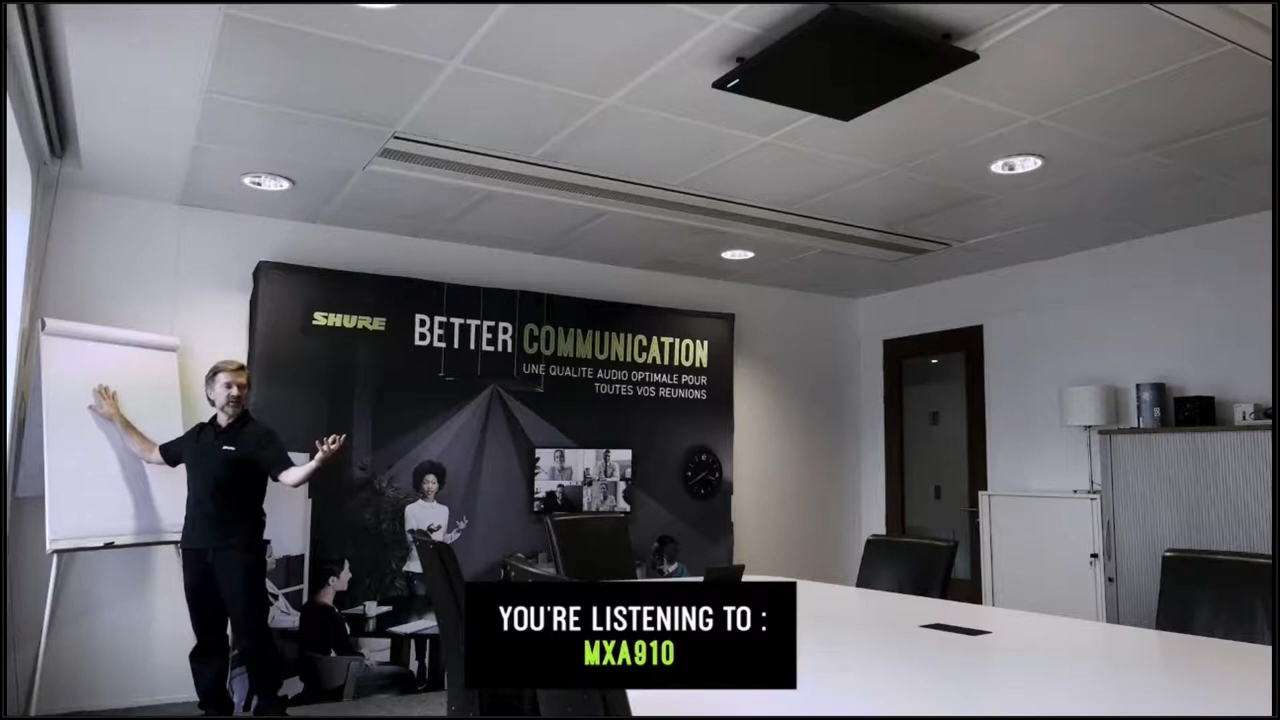 SHURE
BETTER COMMUNICATION
UNE QUALITE AUDIO OPTIMALE POUR
TOUTES VOS REUNIONS
YOU'RE LISTENING TO :
MXA910